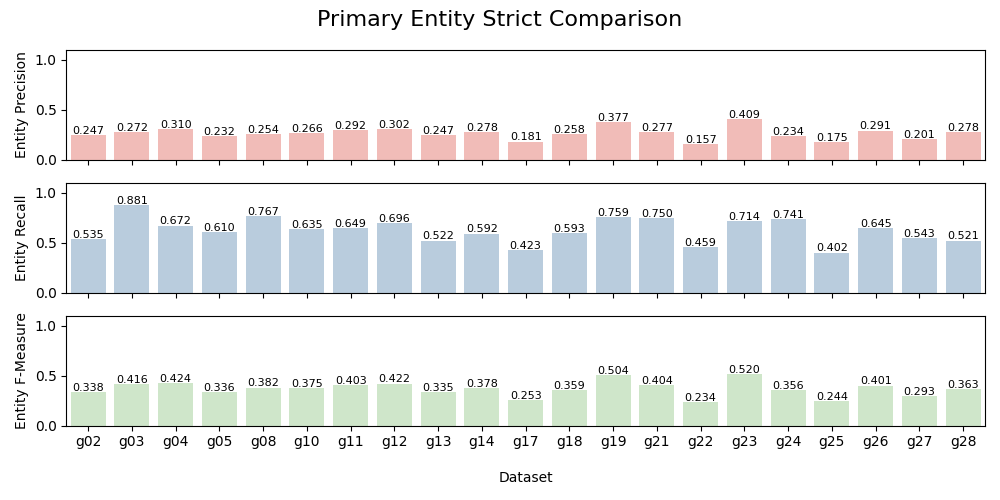 Primary Entity Strict Comparison
Entity Precision
1.0
0.5
0.0
0.247 0.272 0.310 0.232 0.254 0.266 0.292 0.302 0.247 0.278 0.181 0.258 0.377 0.277 0.157 0.409 0.234 0.175 0.291 0.201 0.278
Entity Recall
1.0
0.5
0.0
0.535 0.881 0.672 0.610 0.767 0.635 0.649 0.696 0.522 0.592 0.423 0.593 0.759 0.750 0.459 0.714 0.741 0.402 0.645 0.543 0.521
Entity F-Measure
1.0
0.5
0.0
0.338 0.416 0.424 0.336 0.382 0.375 0.403 0.422 0.335 0.378 0.253 0.359 0.504 0.404 0.234 0.520 0.356 0.244 0.401 0.293 0.363
g02 g03 g04 g05 g08 g10 g11 g12 g13 g14 g17 g18 g19 g21 g22 g23 g24 g25 g26 g27 g28
Dataset